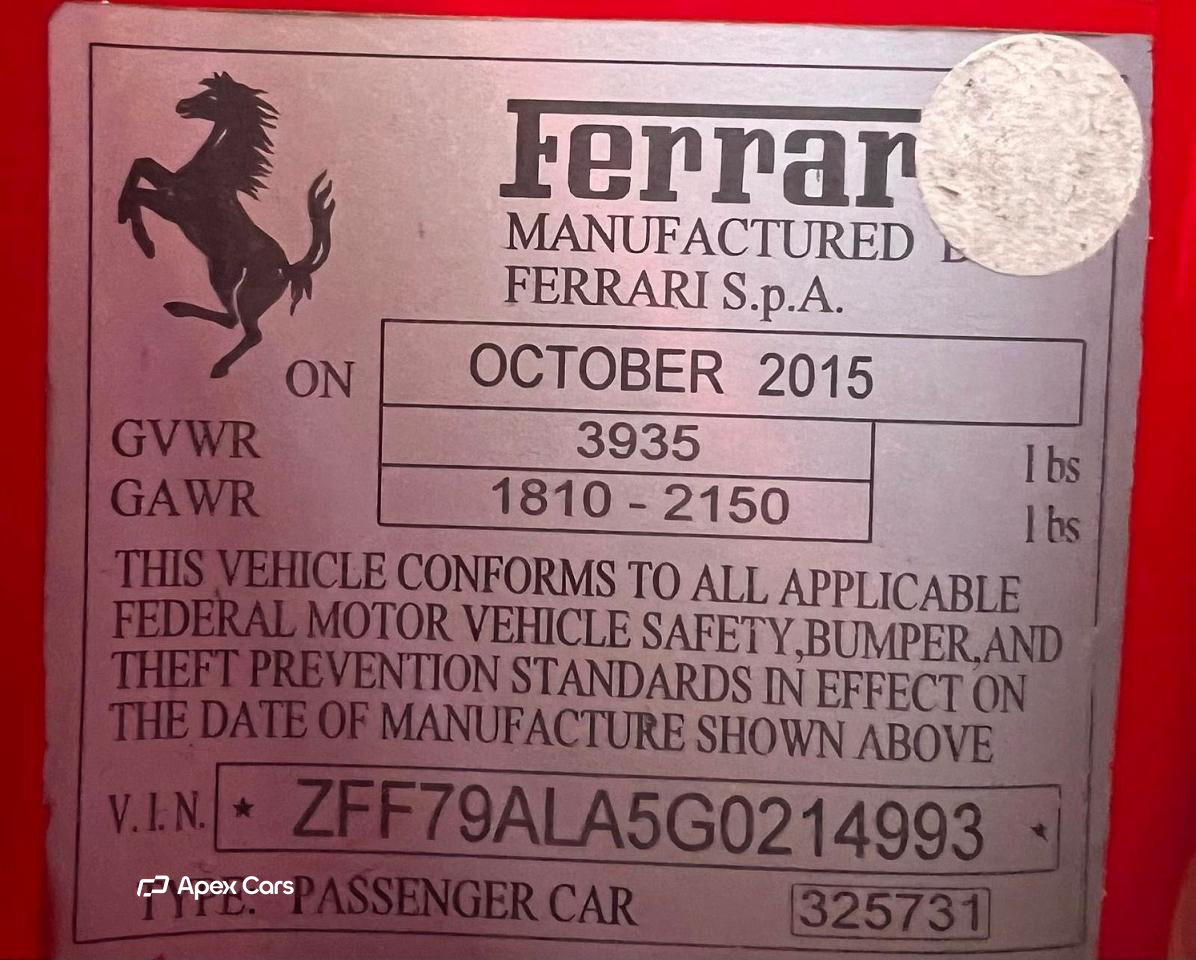 Ferrar
MANUFACTURED
FERRARI S.p.A.
ON OCTOBER 2015
GVWR 3935 lbs
GAWR 1810 - 2150 lbs
THIS VEHICLE CONFORMS TO ALL APPLICABLE
FEDERAL MOTOR VEHICLE SAFETY,BUMPER,AND
THEFT PREVENTION STANDARDS IN EFFECT ON
THE DATE OF MANUFACTURE SHOWN ABOVE
V.I.N. ★ ZFF79ALA5G0214993 ★
Apex Cars
TYPE: PASSENGER CAR 325731